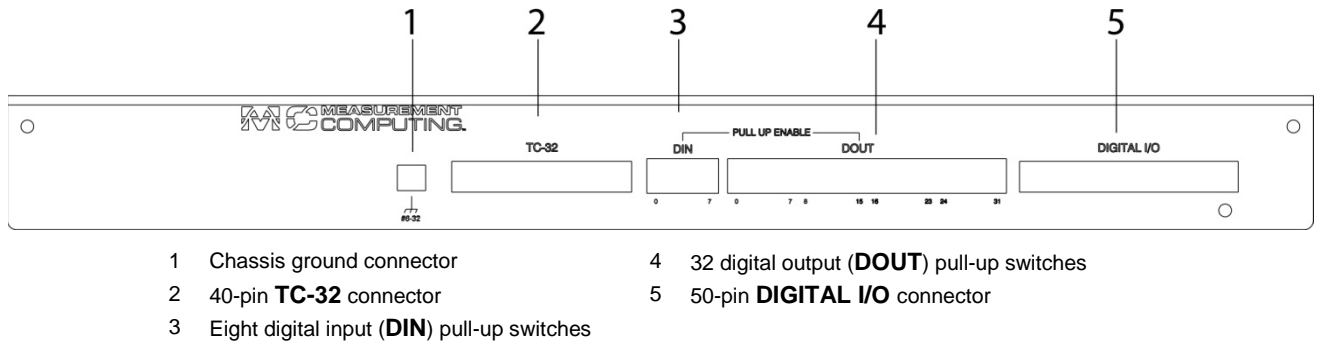 1 2 3 4 5
MEASUREMENT
COMPUTING.
PULL UP ENABLE
TC-32 DIN DOUT DIGITAL I/O
0 7 0 7 8 15 16 23 24 31
#6-32
1 Chassis ground connector
2 40-pin TC-32 connector
3 Eight digital input (DIN) pull-up switches
4 32 digital output (DOUT) pull-up switches
5 50-pin DIGITAL I/O connector